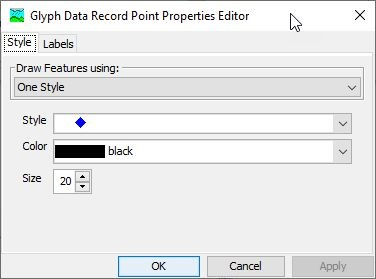 Glyph Data Record Point Properties Editor
Style Labels
Draw Features using:
One Style
Style
Color black
Size 20
OK Cancel Apply